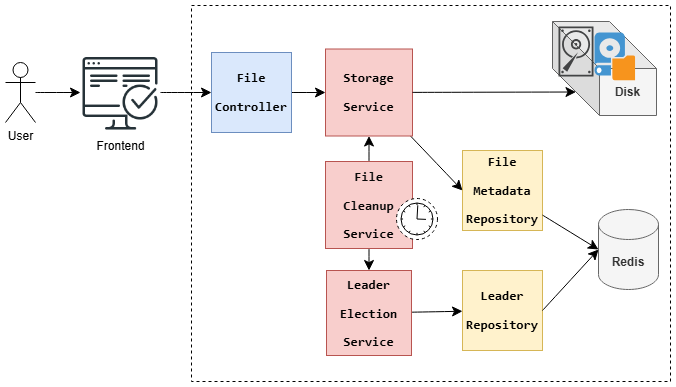 User
Frontend
File
Controller
Storage
Service
Disk
File
Cleanup
Service
File
Metadata
Repository
Redis
Leader
Election
Service
Leader
Repository